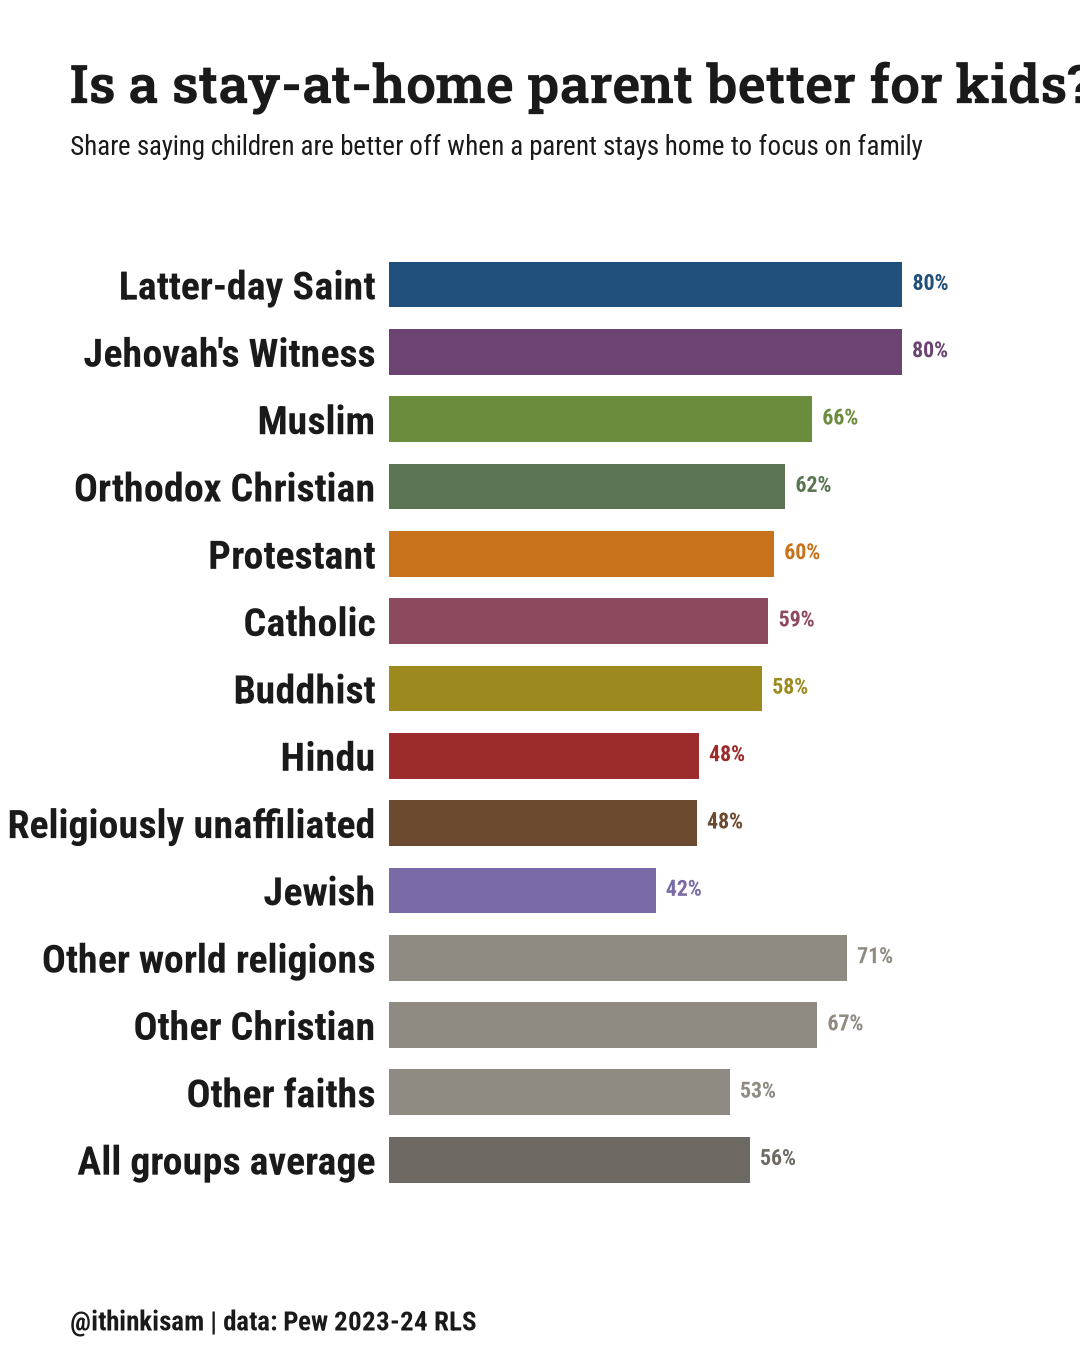 Is a stay-at-home parent better for kids?
Share saying children are better off when a parent stays home to focus on family
Latter-day Saint 80%
Jehovah's Witness 80%
Muslim 66%
Orthodox Christian 62%
Protestant 60%
Catholic 59%
Buddhist 58%
Hindu 48%
Religiously unaffiliated 48%
Jewish 42%
Other world religions 71%
Other Christian 67%
Other faiths 53%
All groups average 56%
@ithinkisam | data: Pew 2023-24 RLS